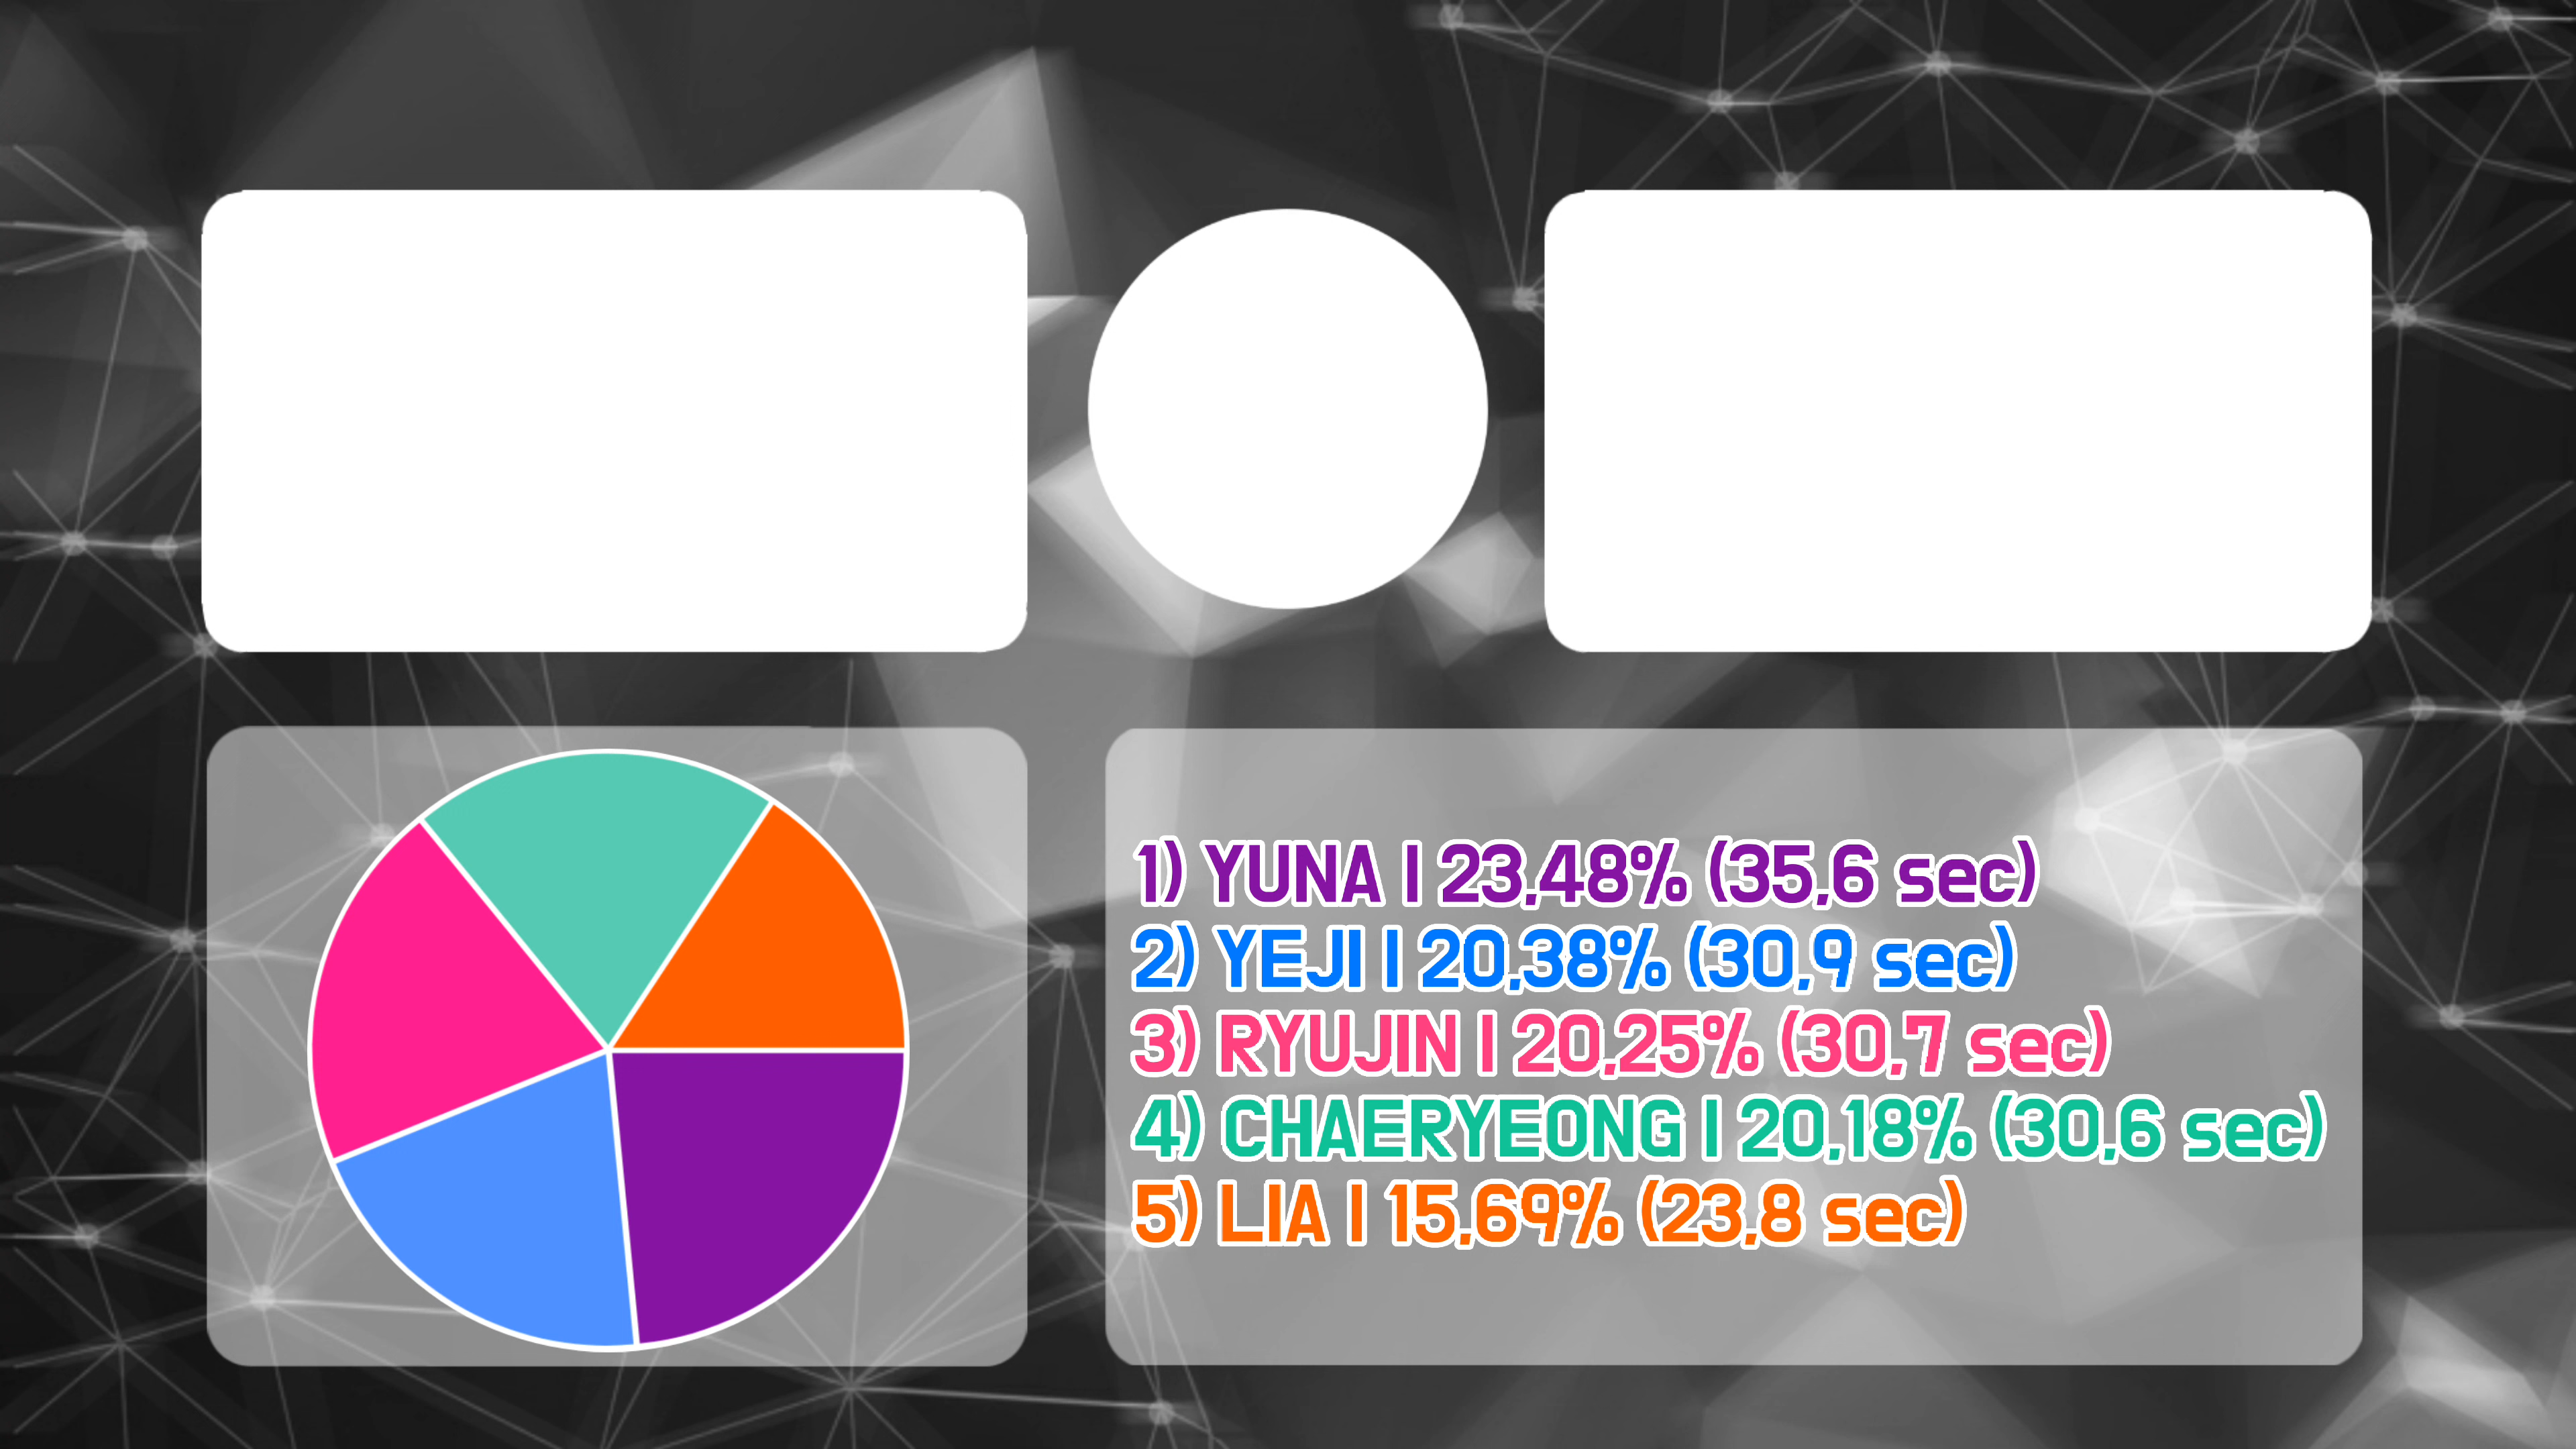 1) YUNA | 23,48% (35,6 sec)
2) YEJI | 20,38% (30,9 sec)
3) RYUJIN | 20,25% (30,7 sec)
4) CHAERYEONG | 20,18% (30,6 sec)
5) LIA | 15,69% (23,8 sec)